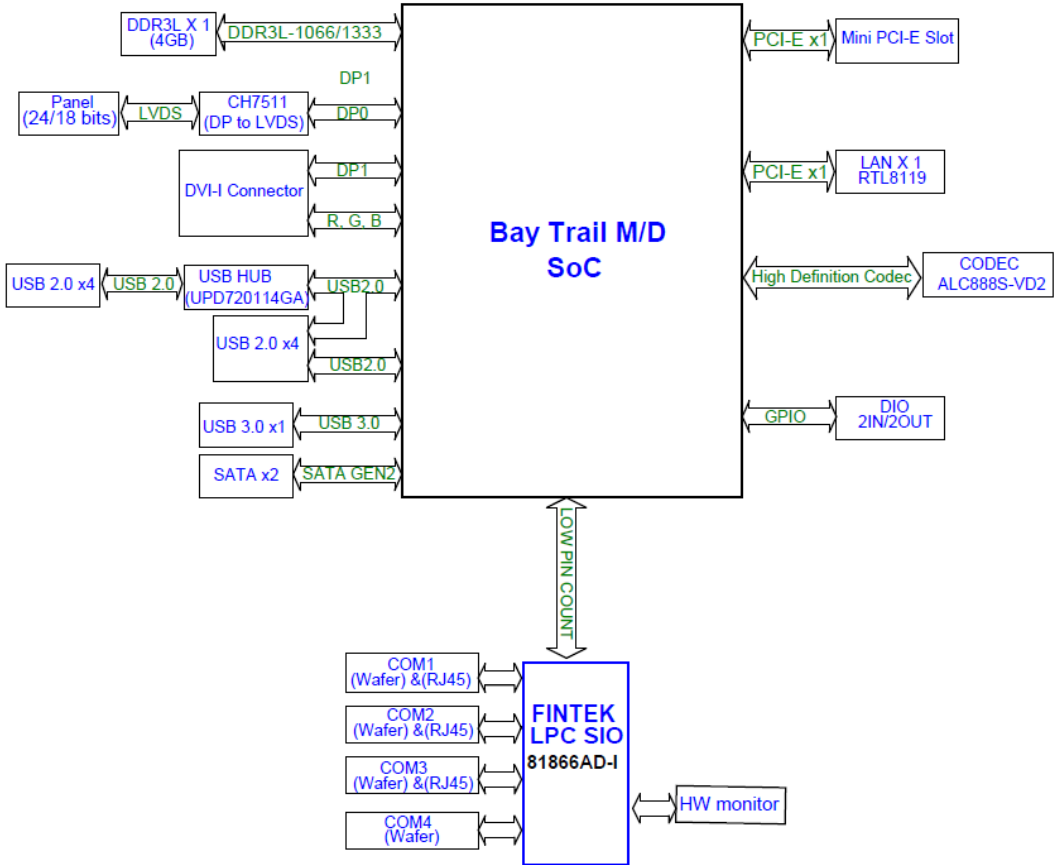 DDR3L X 1
(4GB)
DDR3L-1066/1333
PCI-E x1
Mini PCI-E Slot
DP1
Panel
(24/18 bits)
LVDS
CH7511
(DP to LVDS)
DP0
DVI-I Connector
DP1
R, G, B
PCI-E x1
LAN X 1
RTL8119
Bay Trail M/D
SoC
USB 2.0 x4
USB 2.0
USB HUB
(UPD720114GA)
USB2.0
High Definition Codec
CODEC
ALC888S-VD2
USB 2.0 x4
USB2.0
USB 3.0 x1
USB 3.0
GPIO
DIO
2IN/2OUT
SATA x2
SATA GEN2
LOW PIN COUNT
COM1
(Wafer) &(RJ45)
COM2
(Wafer) &(RJ45)
COM3
(Wafer) &(RJ45)
COM4
(Wafer)
FINTEK
LPC SIO
81866AD-I
HW monitor